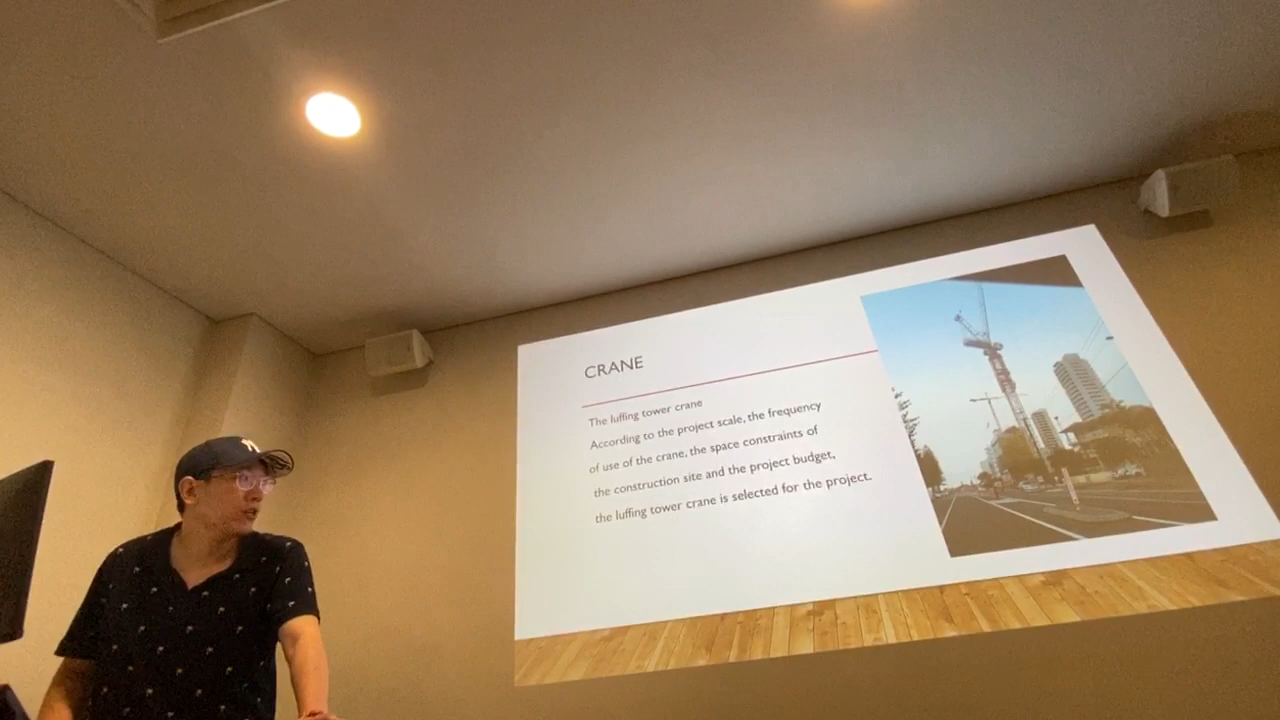 CRANE
The luffing tower crane
According to the project scale, the frequency
of use of the crane, the space constraints of
the construction site and the project budget,
the luffing tower crane is selected for the project.